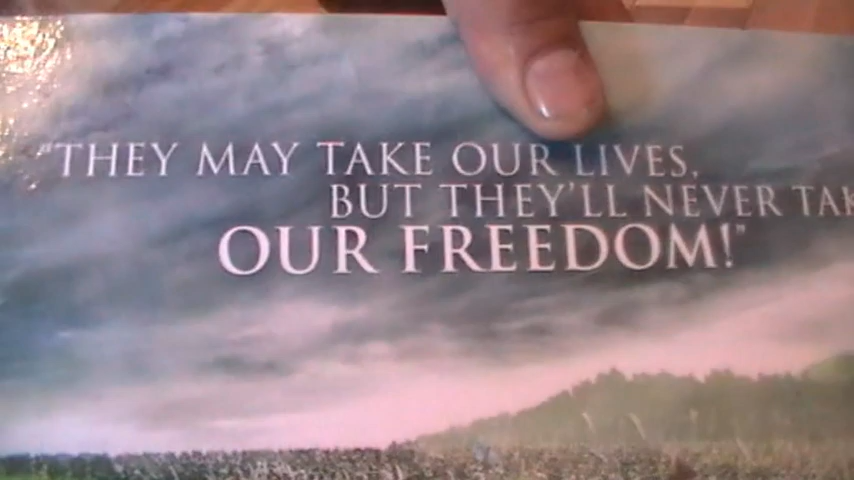 "THEY MAY TAKE OUR LIVES,
BUT THEY'LL NEVER TAK
OUR FREEDOM!"